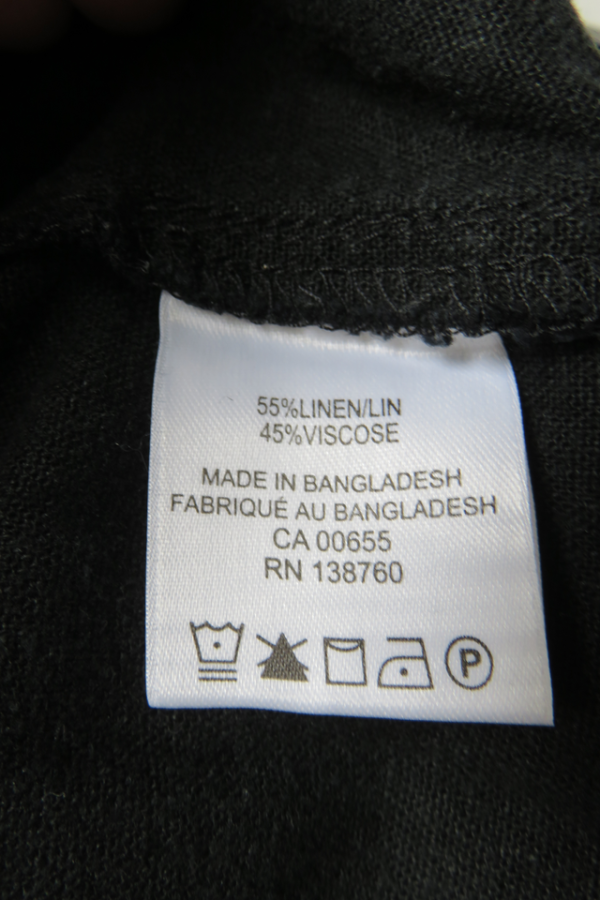 55%LINEN/LIN
45%VISCOSE
MADE IN BANGLADESH
FABRIQUÉ AU BANGLADESH
CA 00655
RN 138760
P